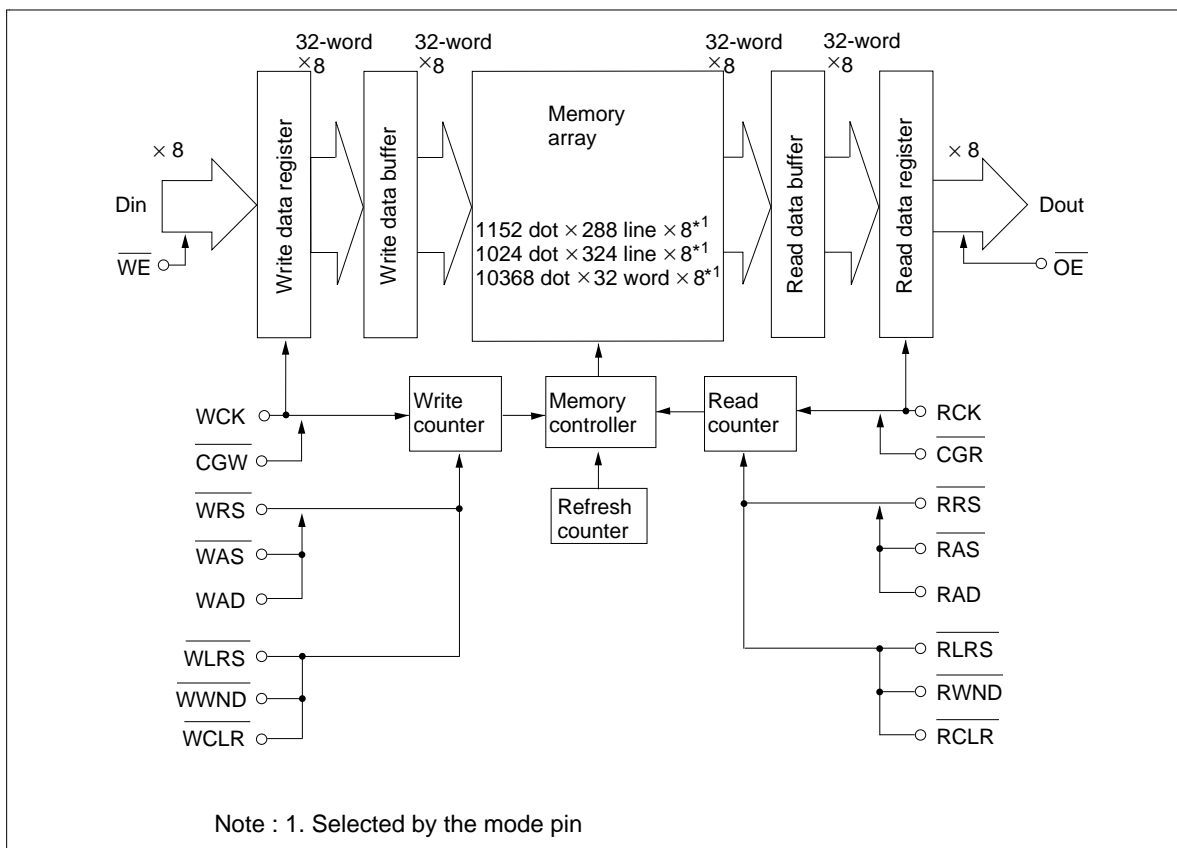 32-word
×8
32-word
×8
32-word
×8
32-word
×8
Din
× 8
WE
Write data register
Write data buffer
Memory
array
1152 dot × 288 line × 8*1
1024 dot × 324 line × 8*1
10368 dot × 32 word × 8*1
Read data buffer
Read data register
× 8
Dout
OE
WCK
CGW
WRS
WAS
WAD
WLRS
WWND
WCLR
Write
counter
Memory
controller
Read
counter
Refresh
counter
RCK
CGR
RRS
RAS
RAD
RLRS
RWND
RCLR
Note : 1. Selected by the mode pin